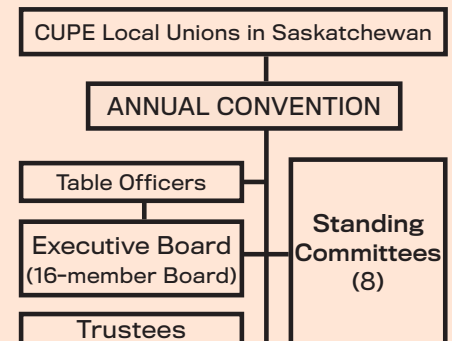 CUPE Local Unions in Saskatchewan
ANNUAL CONVENTION
Table Officers
Executive Board
(16-member Board)
Standing
Committees
(8)
Trustees